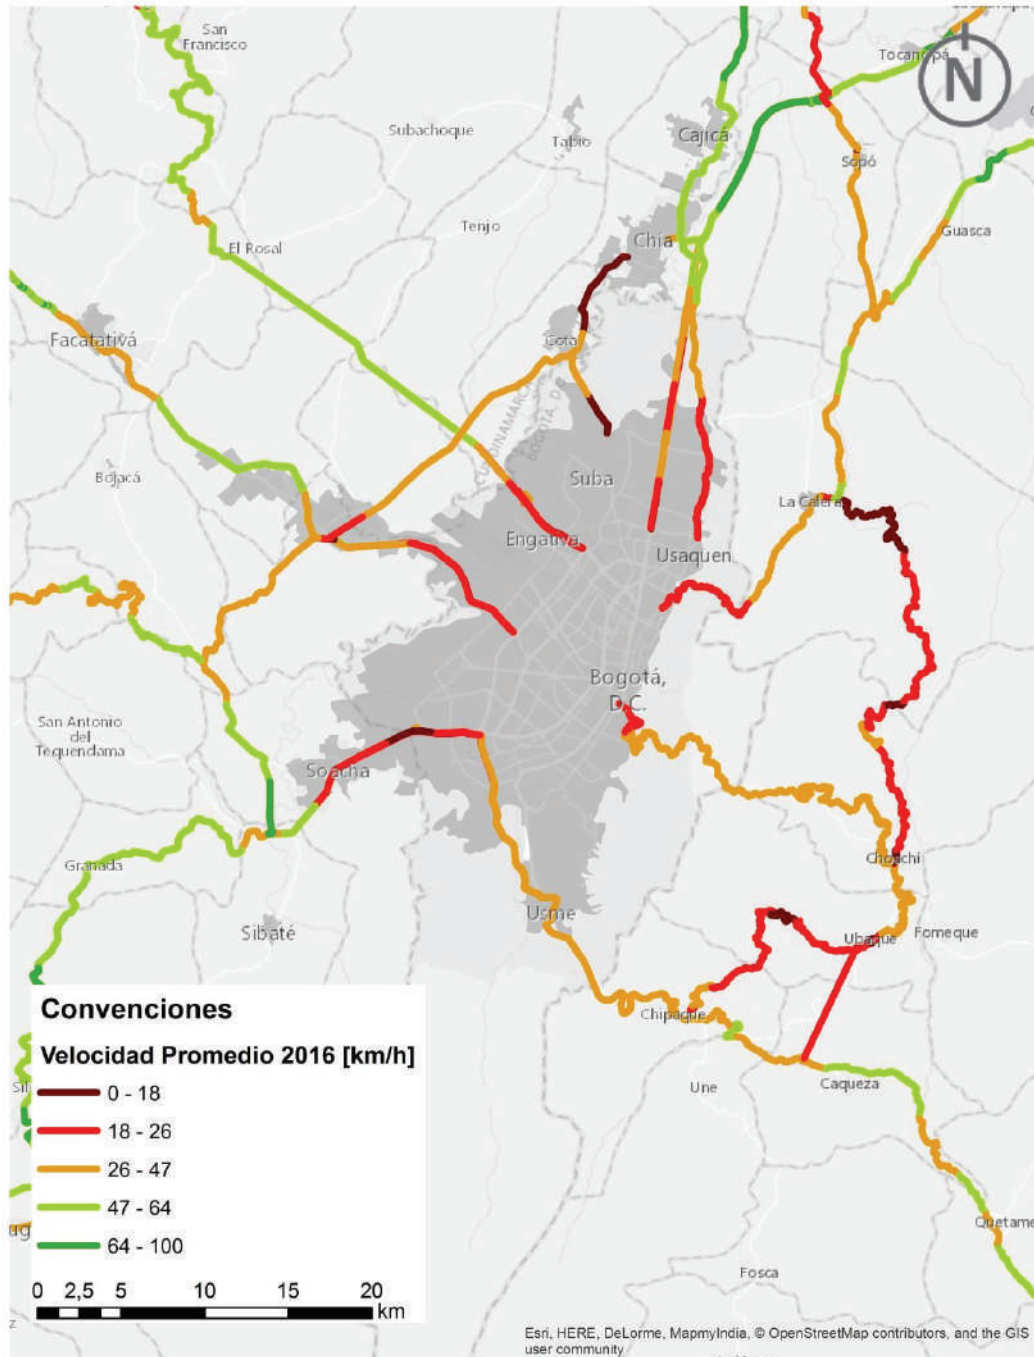 San
Francisco
Tocancipá
N
Subachoque
Tabio
Cajicá
Sopó
Tenjo
Chía
Guasca
El Rosal
Facatativá
Cota
CUNDINAMARCA
BOGOTÁ, D
Bojacá
Suba
La Calera
Engativa
Usaquen
Bogotá,
D.C.
San Antonio
del
Tequendama
Soacha
Granada
Choachi
Usme
Sibaté
Ubaque
Fomeque
Chipaque
Convenciones
Velocidad Promedio 2016 [km/h]
0 - 18
18 - 26
26 - 47
47 - 64
64 - 100
0 2,5 5 10 15 20
km
Une
Caqueza
Quetame
Fosca
Esri, HERE, DeLorme, MapmyIndia, © OpenStreetMap contributors, and the GIS
user community